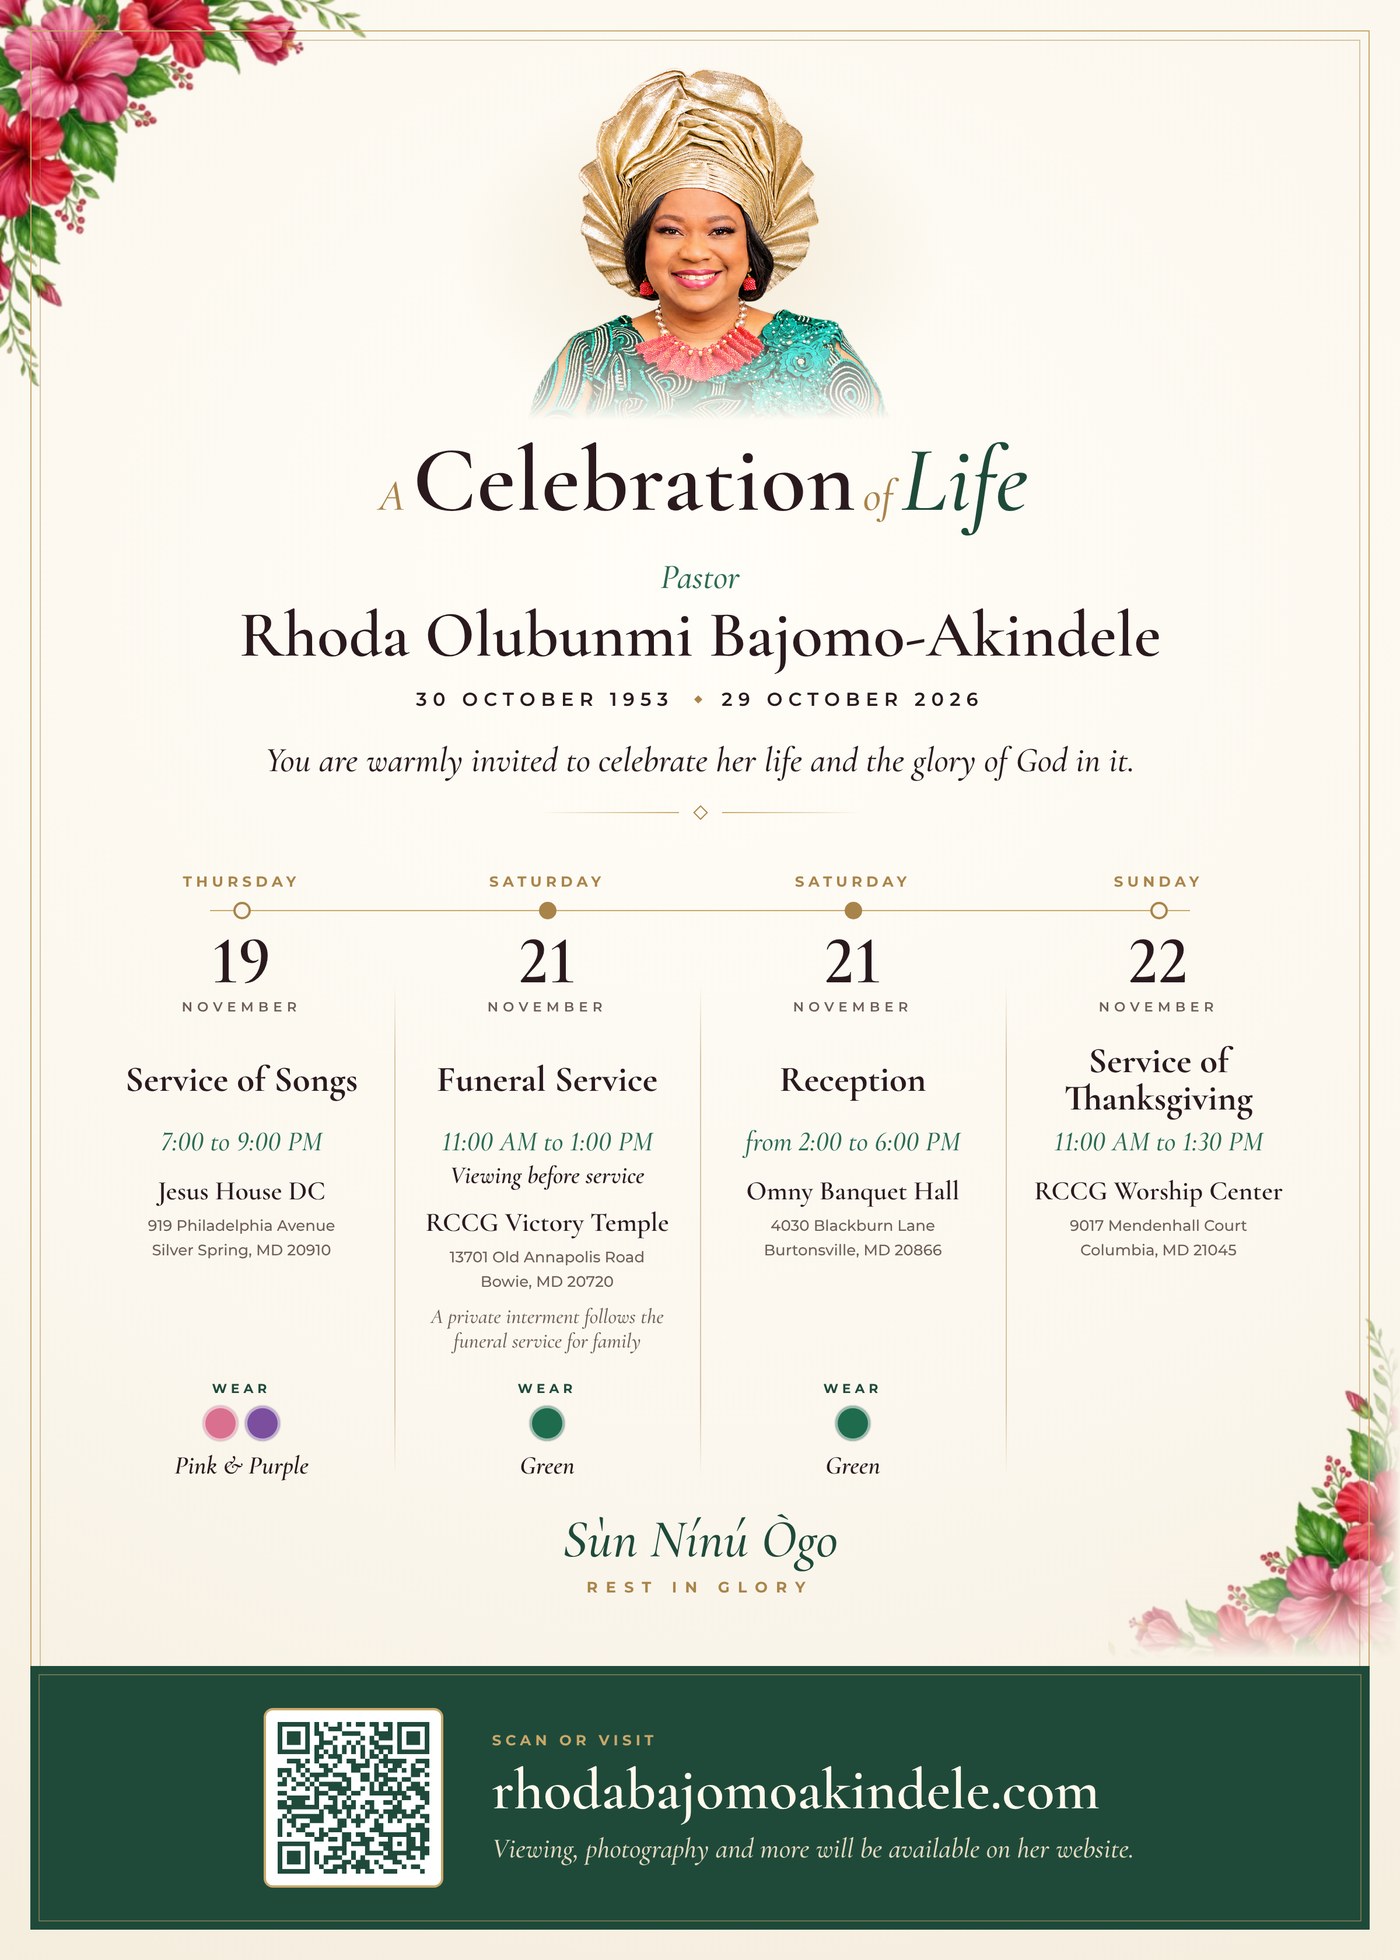 A Celebration of Life
Pastor
Rhoda Olubunmi Bajomo-Akindele
30 OCTOBER 1953 ◆ 29 OCTOBER 2026
You are warmly invited to celebrate her life and the glory of God in it.
THURSDAY
19
NOVEMBER
Service of Songs
7:00 to 9:00 PM
Jesus House DC
919 Philadelphia Avenue
Silver Spring, MD 20910
WEAR
Pink & Purple
SATURDAY
21
NOVEMBER
Funeral Service
11:00 AM to 1:00 PM
Viewing before service
RCCG Victory Temple
13701 Old Annapolis Road
Bowie, MD 20720
A private interment follows the
funeral service for family
WEAR
Green
SATURDAY
21
NOVEMBER
Reception
from 2:00 to 6:00 PM
Omny Banquet Hall
4030 Blackburn Lane
Burtonsville, MD 20866
WEAR
Green
SUNDAY
22
NOVEMBER
Service of
Thanksgiving
11:00 AM to 1:30 PM
RCCG Worship Center
9017 Mendenhall Court
Columbia, MD 21045
Sùn Nínú Ògo
REST IN GLORY
SCAN OR VISIT
rhodabajomoakindele.com
Viewing, photography and more will be available on her website.